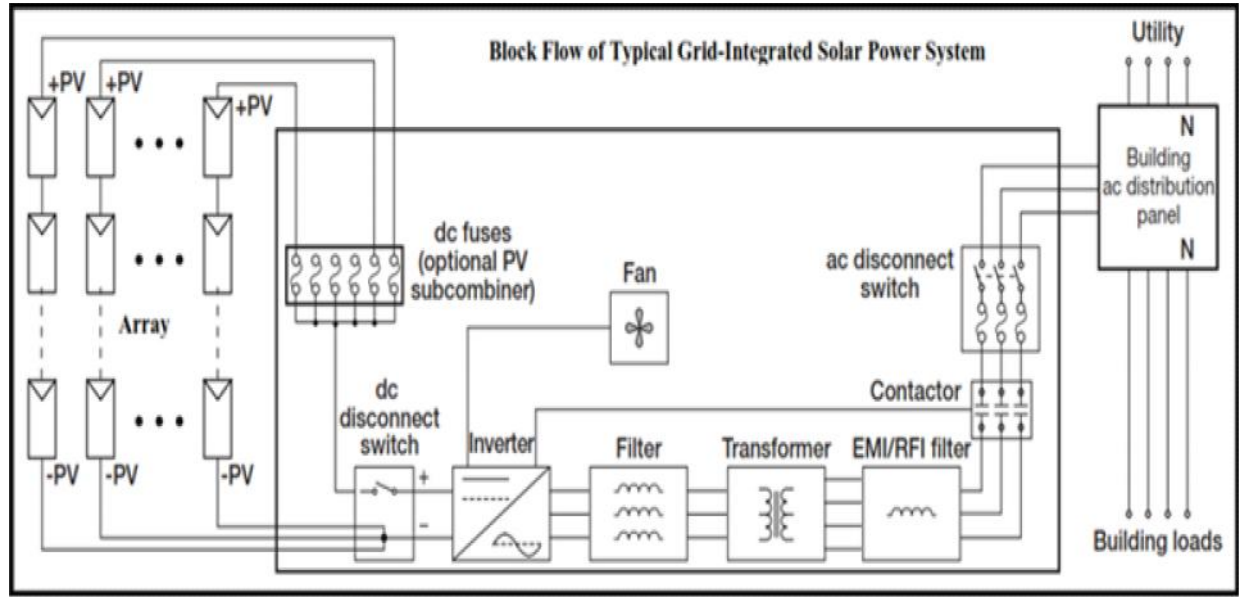 Block Flow of Typical Grid-Integrated Solar Power System
Utility
+PV
+PV
+PV
N
Building
ac distribution
panel
N
dc fuses
(optional PV
subcombiner)
Fan
ac disconnect
switch
Array
dc
disconnect
switch
Contactor
Inverter
Filter
Transformer
EMI/RFI filter
+
−
-PV
-PV
-PV
Building loads